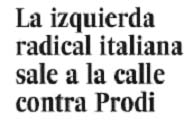 La izquierda
radical italiana
sale a la calle
contra Prodi